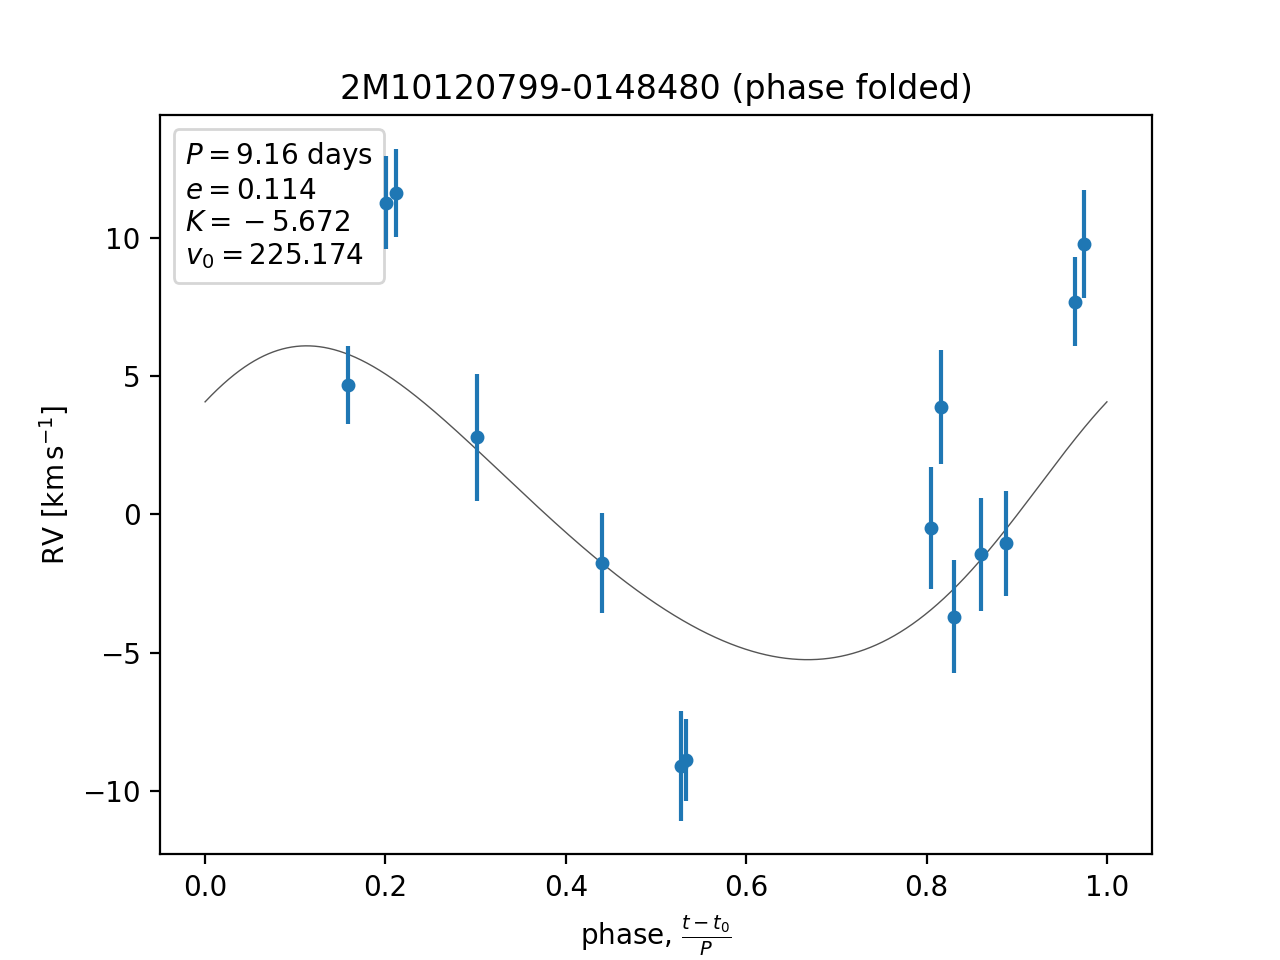 2M10120799-0148480 (phase folded)
P = 9.16 days
e = 0.114
K = −5.672
v₀ = 225.174
10
5
0
−5
−10
RV [km s⁻¹]
0.0 0.2 0.4 0.6 0.8 1.0
phase, (t − t₀)/P